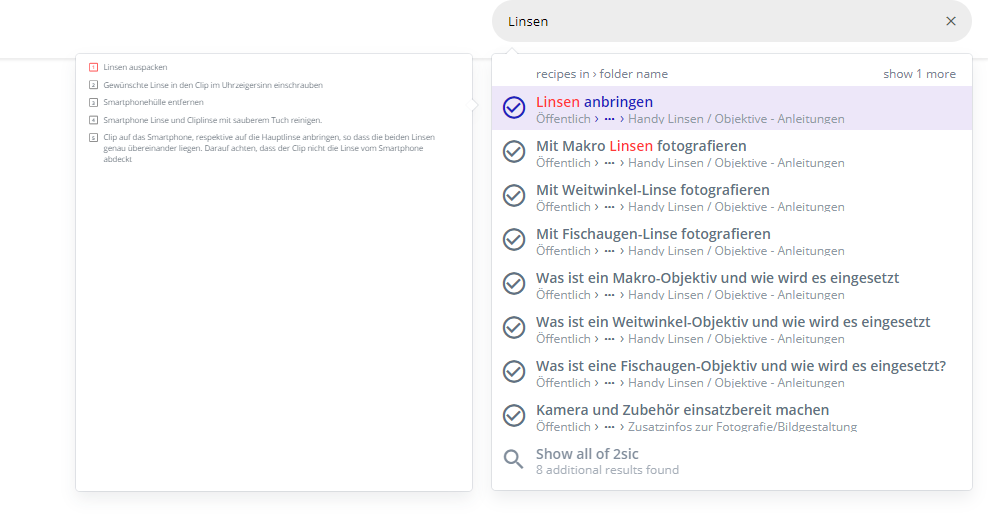 Linsen
1 Linsen auspacken
2 Gewünschte Linse in den Clip im Uhrzeigersinn einschrauben
3 Smartphonehülle entfernen
4 Smartphone Linse und Cliplinse mit sauberem Tuch reinigen.
5 Clip auf das Smartphone, respektive auf die Hauptlinse anbringen, so dass die beiden Linsen
genau übereinander liegen. Darauf achten, dass der Clip nicht die Linse vom Smartphone
abdeckt
recipes in › folder name show 1 more
Linsen anbringen
Öffentlich › ··· › Handy Linsen / Objektive - Anleitungen
Mit Makro Linsen fotografieren
Öffentlich › ··· › Handy Linsen / Objektive - Anleitungen
Mit Weitwinkel-Linse fotografieren
Öffentlich › ··· › Handy Linsen / Objektive - Anleitungen
Mit Fischaugen-Linse fotografieren
Öffentlich › ··· › Handy Linsen / Objektive - Anleitungen
Was ist ein Makro-Objektiv und wie wird es eingesetzt
Öffentlich › ··· › Handy Linsen / Objektive - Anleitungen
Was ist ein Weitwinkel-Objektiv und wie wird es eingesetzt
Öffentlich › ··· › Handy Linsen / Objektive - Anleitungen
Was ist eine Fischaugen-Objektiv und wie wird es eingesetzt?
Öffentlich › ··· › Handy Linsen / Objektive - Anleitungen
Kamera und Zubehör einsatzbereit machen
Öffentlich › ··· › Zusatzinfos zur Fotografie/Bildgestaltung
Show all of 2sic
8 additional results found